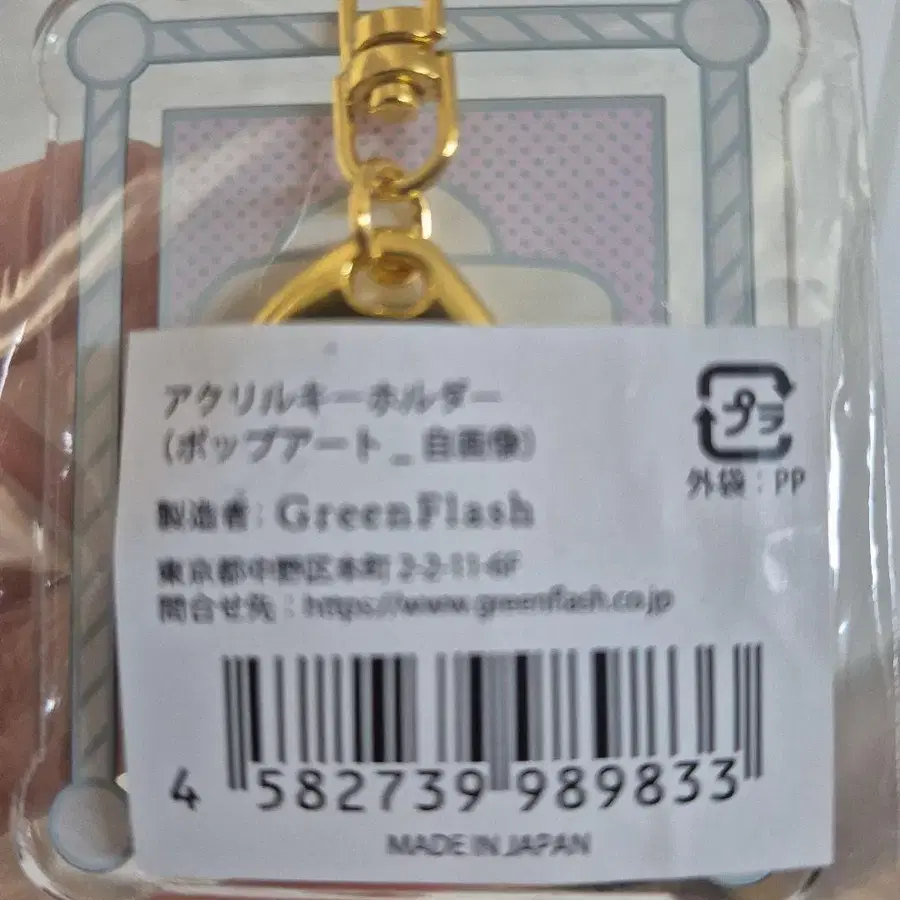 アクリルキーホルダー
（ポップアート_自画像）
プラ
外袋：PP
製造者：GreenFlash
東京都中野区本町 2-2-11-6F
問合せ先：https://www.greenflash.co.jp
4 582739 989833
MADE IN JAPAN